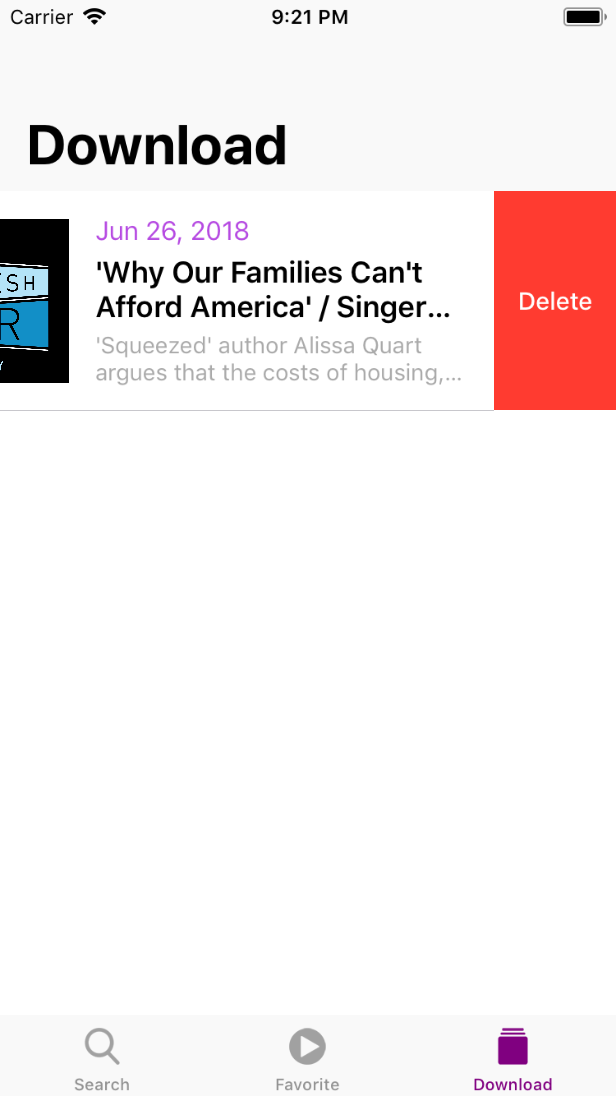 Carrier 9:21 PM
Download
Jun 26, 2018
'Why Our Families Can't
Afford America' / Singer...
'Squeezed' author Alissa Quart
argues that the costs of housing,...
Delete
SH
R
Y
Search Favorite Download